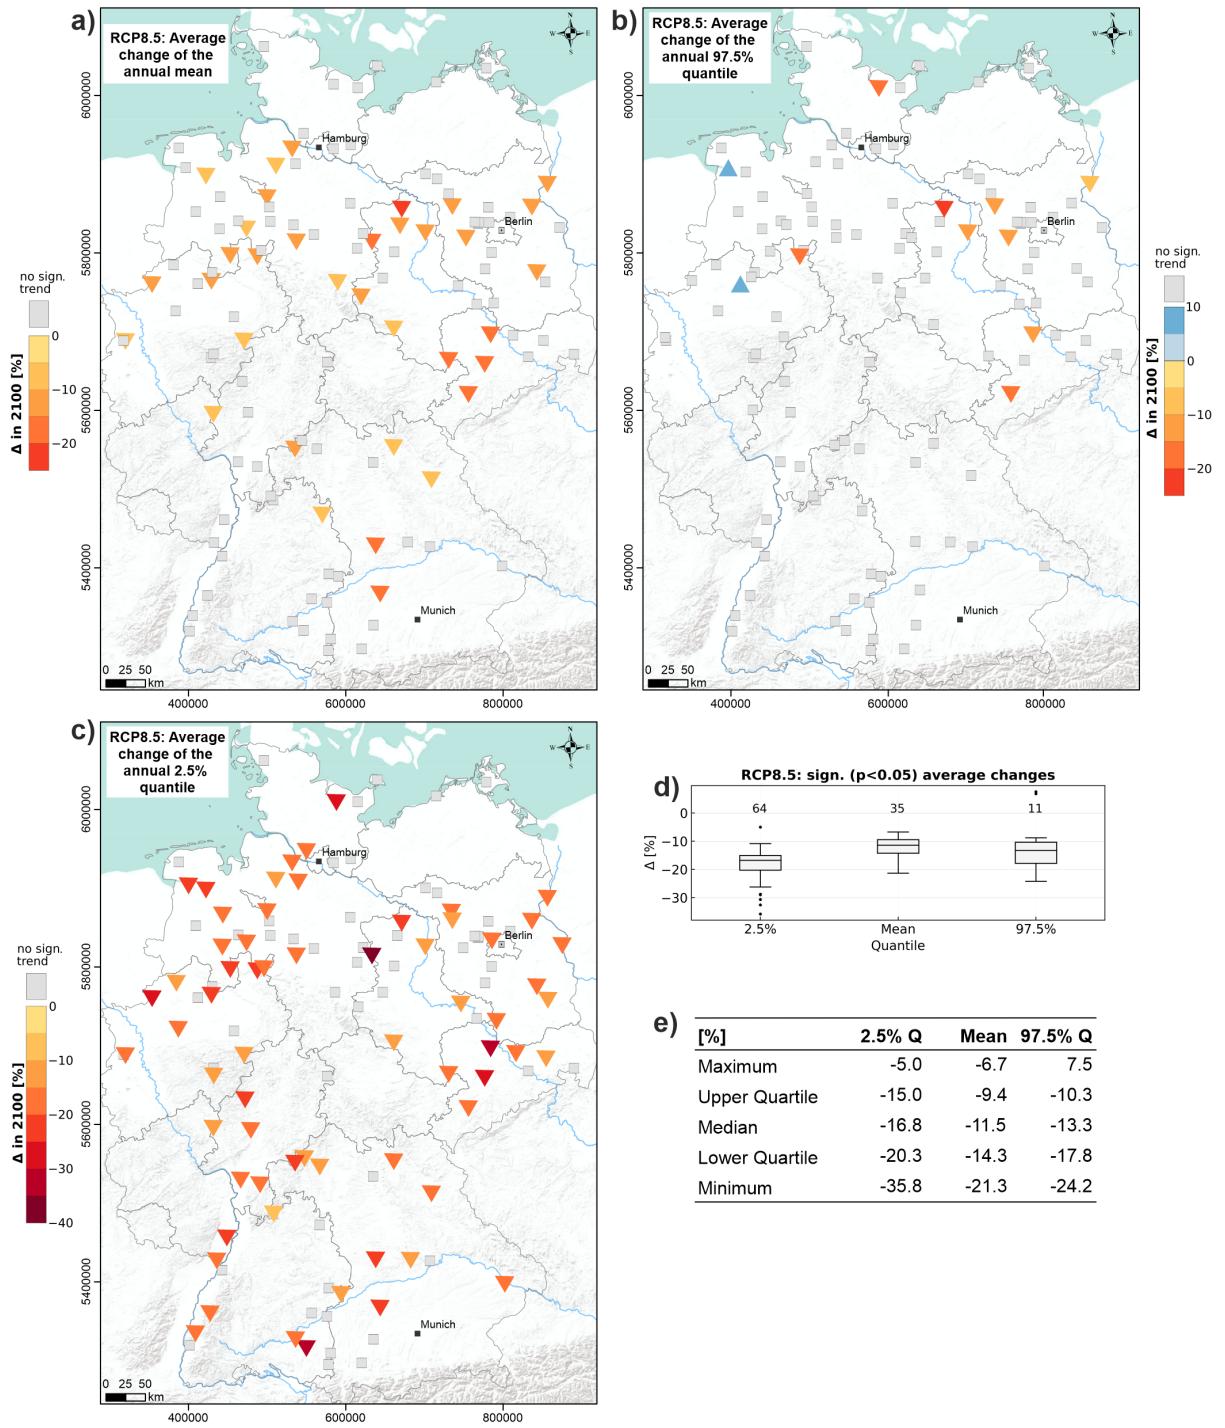 a)
RCP8.5: Average
change of the
annual mean
N
W
E
S
6000000
5800000
5600000
5400000
Hamburg
Berlin
Munich
no sign.
trend
0
−10
−20
Δ in 2100 [%]
0 25 50
km
400000 600000 800000
b)
RCP8.5: Average
change of the
annual 97.5%
quantile
N
W
E
S
6000000
5800000
5600000
5400000
Hamburg
Berlin
Munich
no sign.
trend
10
0
−10
−20
Δ in 2100 [%]
0 25 50
km
400000 600000 800000
c)
RCP8.5: Average
change of the
annual 2.5%
quantile
N
W
E
S
6000000
5800000
5600000
5400000
Hamburg
Berlin
Munich
no sign.
trend
0
−10
−20
−30
−40
Δ in 2100 [%]
0 25 50
km
400000 600000 800000
d)
RCP8.5: sign. (p<0.05) average changes
64 35 11
0
−10
−20
−30
Δ [%]
2.5% Mean 97.5%
Quantile
e)
[%] 2.5% Q Mean 97.5% Q
Maximum -5.0 -6.7 7.5
Upper Quartile -15.0 -9.4 -10.3
Median -16.8 -11.5 -13.3
Lower Quartile -20.3 -14.3 -17.8
Minimum -35.8 -21.3 -24.2